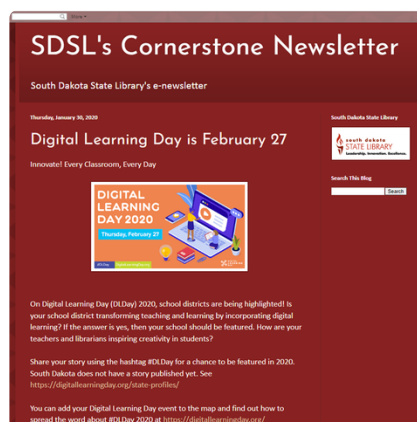 SDSL's Cornerstone Newsletter
South Dakota State Library's e-newsletter
Thursday, January 30, 2020
Digital Learning Day is February 27
Innovate! Every Classroom, Every Day
DIGITAL
LEARNING
DAY 2020
Thursday, February 27
On Digital Learning Day (DLDay) 2020, school districts are being highlighted! Is
your school district transforming teaching and learning by incorporating digital
learning? If the answer is yes, then your school should be featured. How are your
teachers and librarians inspiring creativity in students?
Share your story using the hashtag #DLDay for a chance to be featured in 2020.
South Dakota does not have a story published yet. See
https://digitallearningday.org/state-profiles/
You can add your Digital Learning Day event to the map and find out how to
spread the word about #DLDay 2020 at https://digitallearningday.org/
South Dakota State Library
south dakota
STATE LIBRARY
Leadership. Innovation. Excellence.
Search This Blog
Search